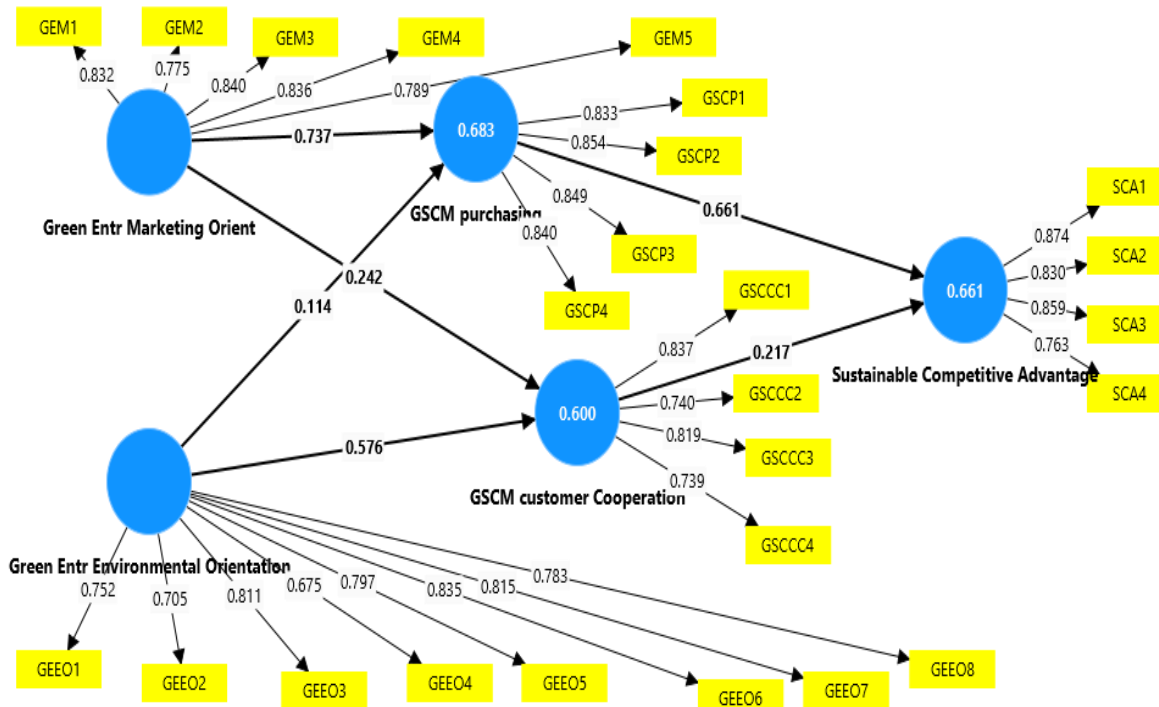 GEM1
GEM2
GEM3
GEM4
GEM5
0.832
0.775
0.840
0.836
0.789
GSCP1
0.833
0.737
0.683
GSCP2
0.854
0.849
SCA1
0.661
GSCM purchasing
Green Entr Marketing Orient
0.840
0.874
SCA2
GSCP3
0.830
0.242
GSCCC1
0.661
0.859
GSCP4
0.114
SCA3
0.837
0.763
0.217
Sustainable Competitive Advantage
SCA4
GSCCC2
0.740
0.600
0.819
0.576
GSCCC3
0.739
GSCM customer Cooperation
GSCCC4
Green Entr Environmental Orientation
0.752
0.705
0.811
0.675
0.797
0.835
0.815
0.783
GEEO1
GEEO2
GEEO3
GEEO4
GEEO5
GEEO6
GEEO7
GEEO8